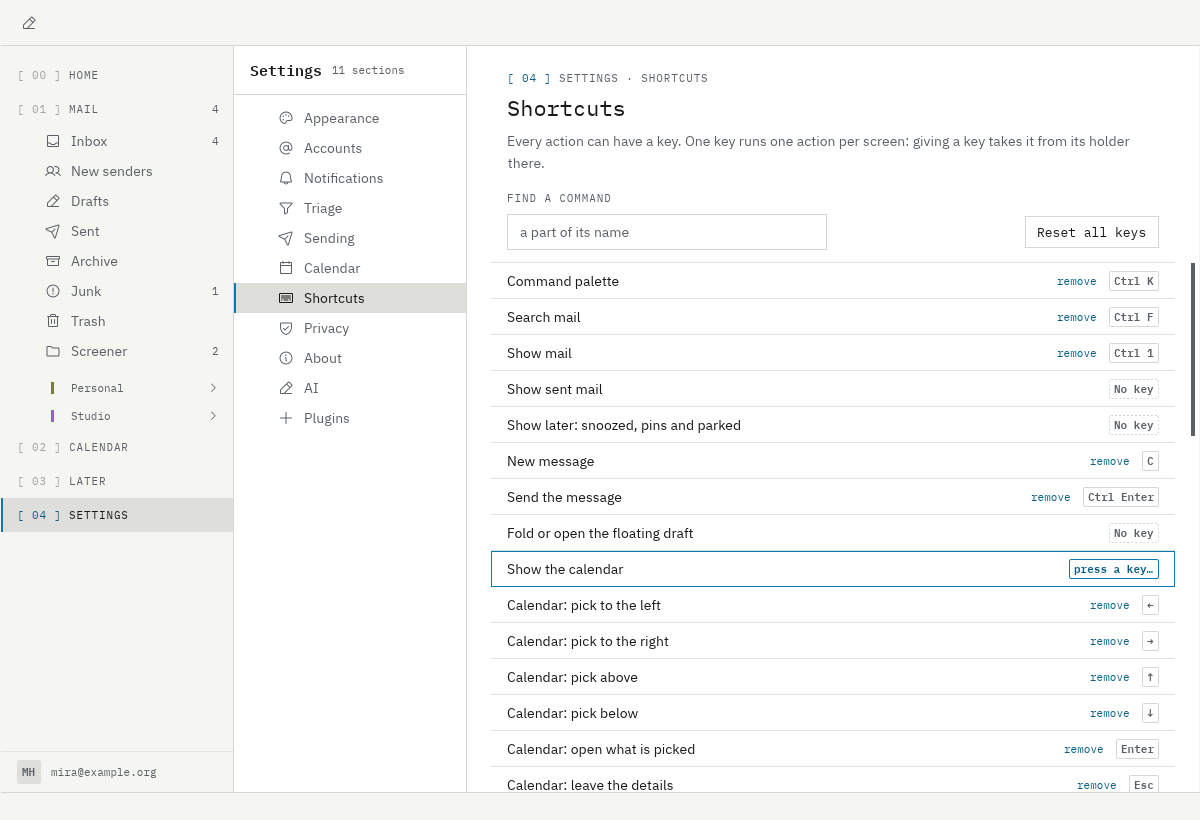 [ 00 ] HOME
[ 01 ] MAIL 4
Inbox 4
New senders
Drafts
Sent
Archive
Junk 1
Trash
Screener 2
Personal
Studio
[ 02 ] CALENDAR
[ 03 ] LATER
[ 04 ] SETTINGS
MH mira@example.org
Settings 11 sections
Appearance
Accounts
Notifications
Triage
Sending
Calendar
Shortcuts
Privacy
About
AI
Plugins
[ 04 ] SETTINGS · SHORTCUTS
Shortcuts
Every action can have a key. One key runs one action per screen: giving a key takes it from its holder
there.
FIND A COMMAND
a part of its name Reset all keys
Command palette remove Ctrl K
Search mail remove Ctrl F
Show mail remove Ctrl 1
Show sent mail No key
Show later: snoozed, pins and parked No key
New message remove C
Send the message remove Ctrl Enter
Fold or open the floating draft No key
Show the calendar press a key…
Calendar: pick to the left remove ←
Calendar: pick to the right remove →
Calendar: pick above remove ↑
Calendar: pick below remove ↓
Calendar: open what is picked remove Enter
Calendar: leave the details remove Esc